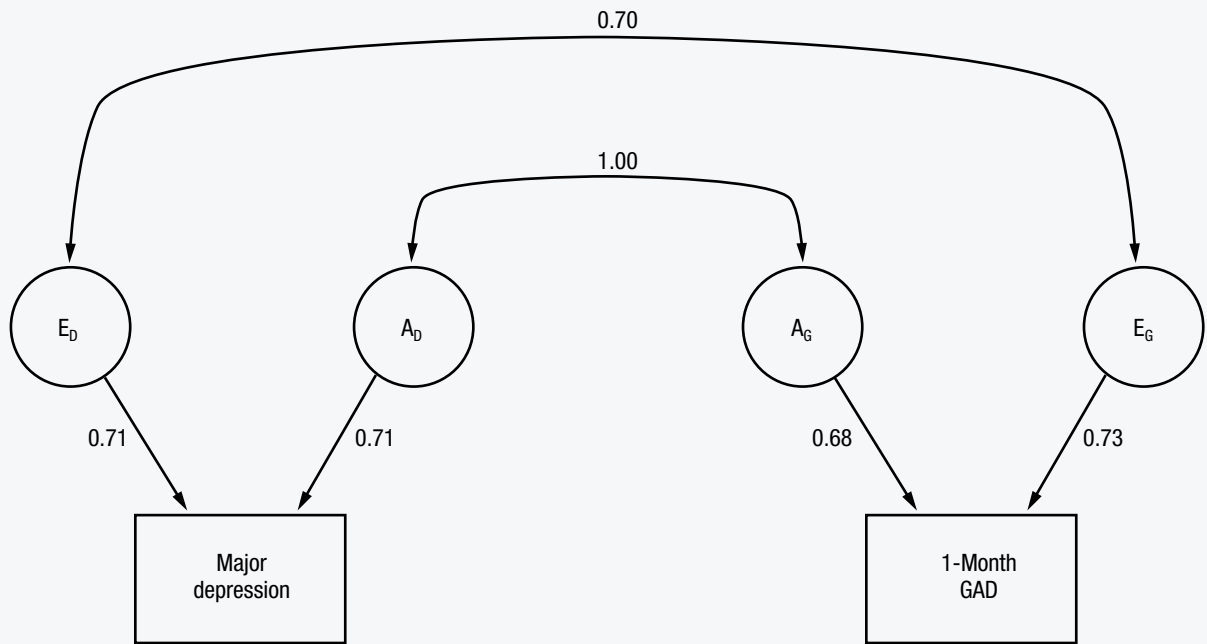 0.70
1.00
E_D
A_D
A_G
E_G
0.71
0.71
0.68
0.73
Major
depression
1-Month
GAD